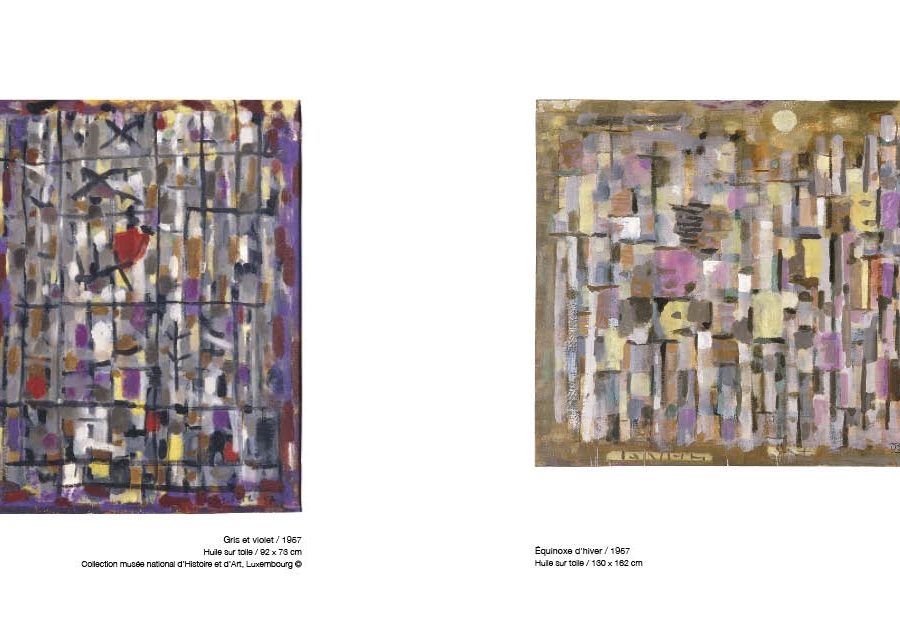 Gris et violet / 1957
Huile sur toile / 92 x 73 cm
Collection musée national d'Histoire et d'Art, Luxembourg ©
Équinoxe d'hiver / 1957
Huile sur toile / 130 x 162 cm